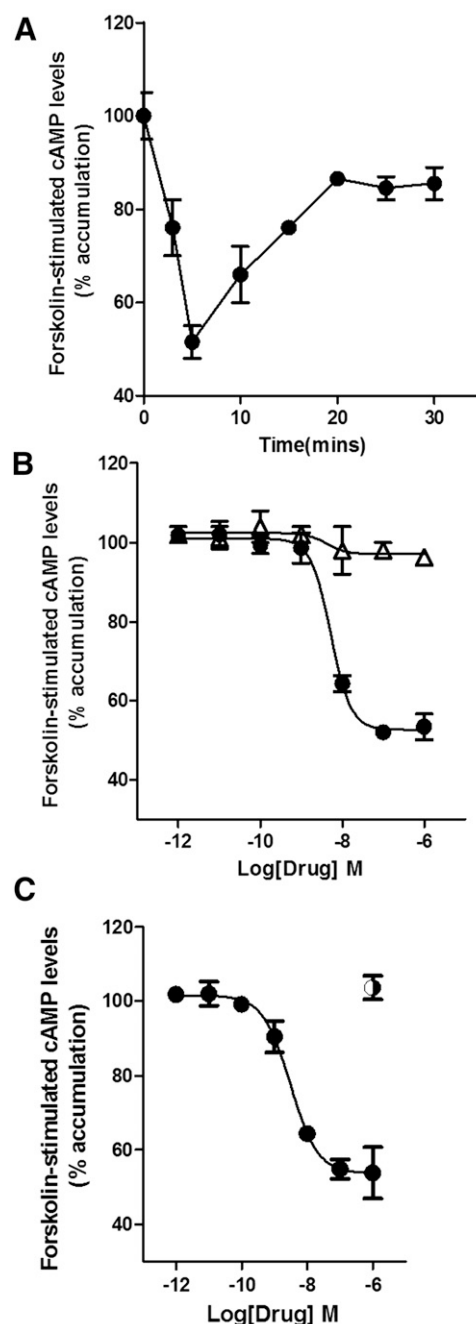 A
Forskolin-stimulated cAMP levels
(% accumulation)
120
100
80
60
40
0
10
20
30
Time(mins)
B
Forskolin-stimulated cAMP levels
(% accumulation)
120
100
80
60
40
-12
-10
-8
-6
Log[Drug] M
C
Forskolin-stimulated cAMP levels
(% accumulation)
120
100
80
60
40
-12
-10
-8
-6
Log[Drug] M